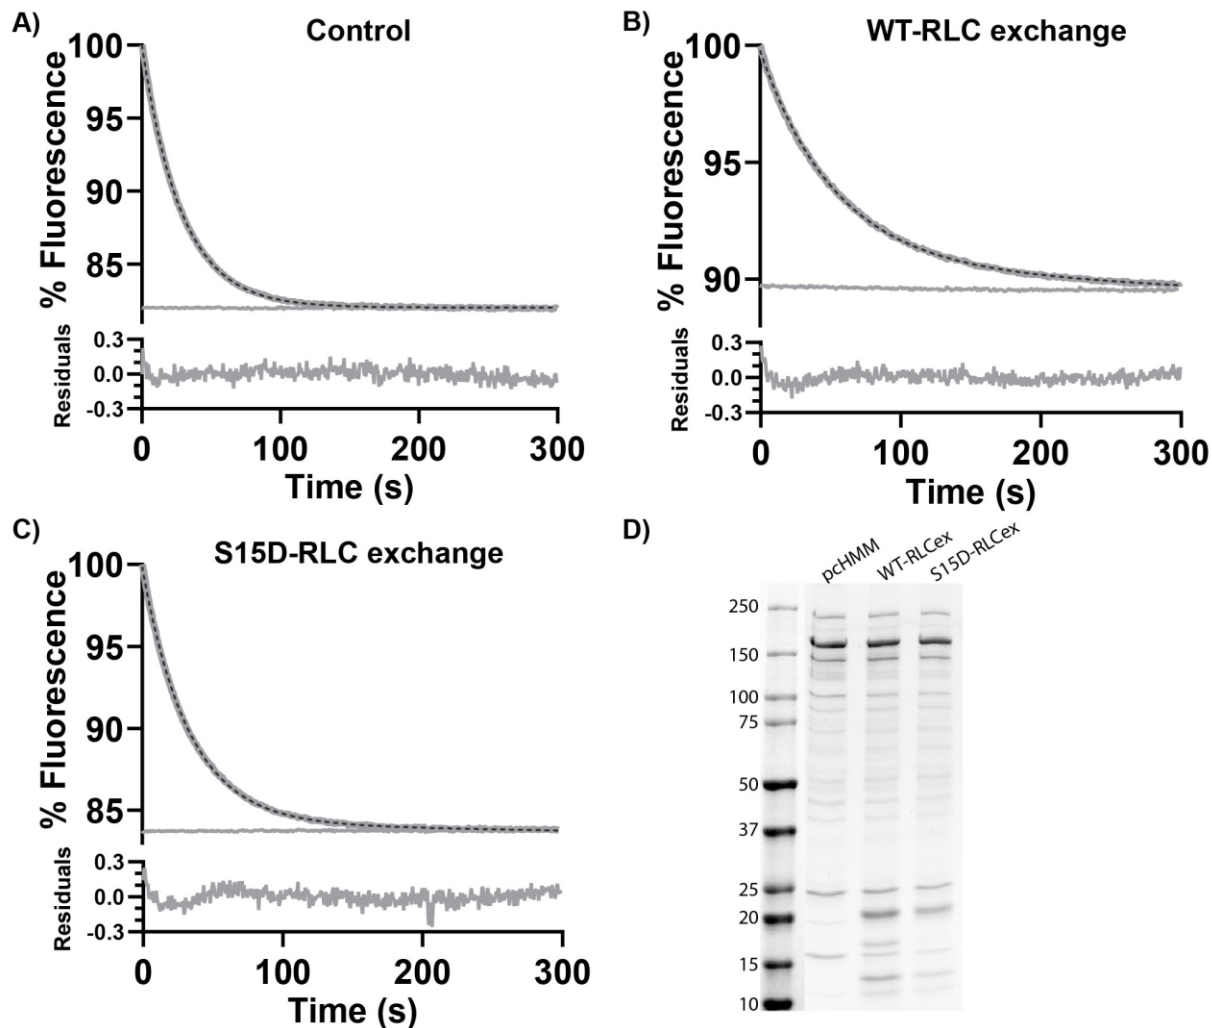 A)
Control
% Fluorescence
100
95
90
85
Residuals
0.3
0.0
-0.3
0
100
200
300
Time (s)
B)
WT-RLC exchange
% Fluorescence
100
95
90
Residuals
0.3
0.0
-0.3
0
100
200
300
Time (s)
C)
S15D-RLC exchange
% Fluorescence
100
95
90
85
Residuals
0.3
0.0
-0.3
0
100
200
300
Time (s)
D)
pcHMM
WT-RLCex
S15D-RLCex
250
150
100
75
50
37
25
20
15
10